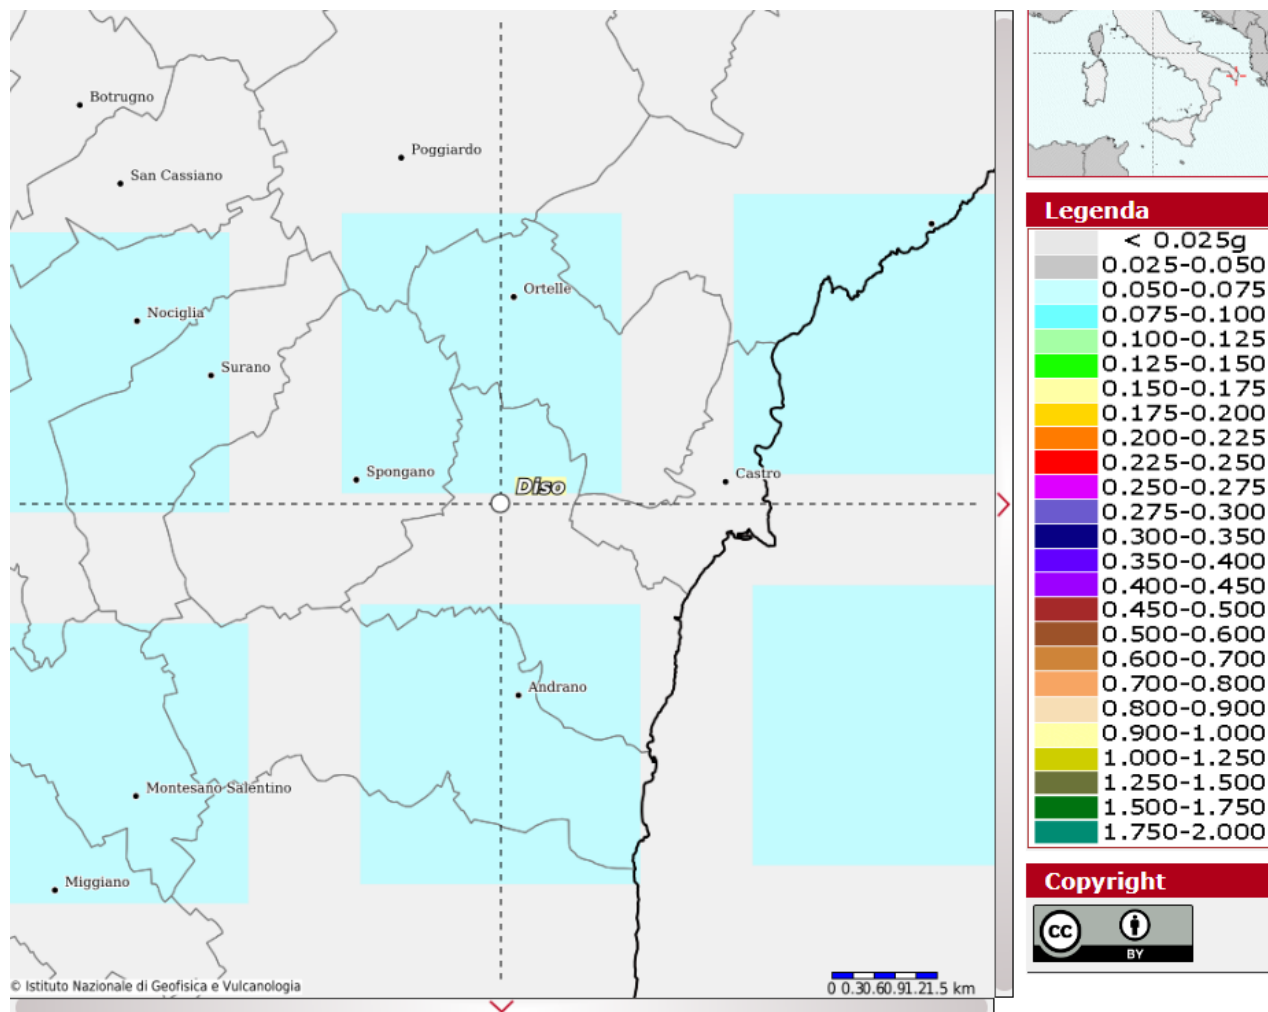 Botrugno
Poggiardo
San Cassiano
Ortelle
Nociglia
Surano
Spongano
Diso
Castro
Andrano
Montesano Salentino
Miggiano
© Istituto Nazionale di Geofisica e Vulcanologia
0 0.30.60.91.21.5 km
Legenda
< 0.025g
0.025-0.050
0.050-0.075
0.075-0.100
0.100-0.125
0.125-0.150
0.150-0.175
0.175-0.200
0.200-0.225
0.225-0.250
0.250-0.275
0.275-0.300
0.300-0.350
0.350-0.400
0.400-0.450
0.450-0.500
0.500-0.600
0.600-0.700
0.700-0.800
0.800-0.900
0.900-1.000
1.000-1.250
1.250-1.500
1.500-1.750
1.750-2.000
Copyright
cc
BY